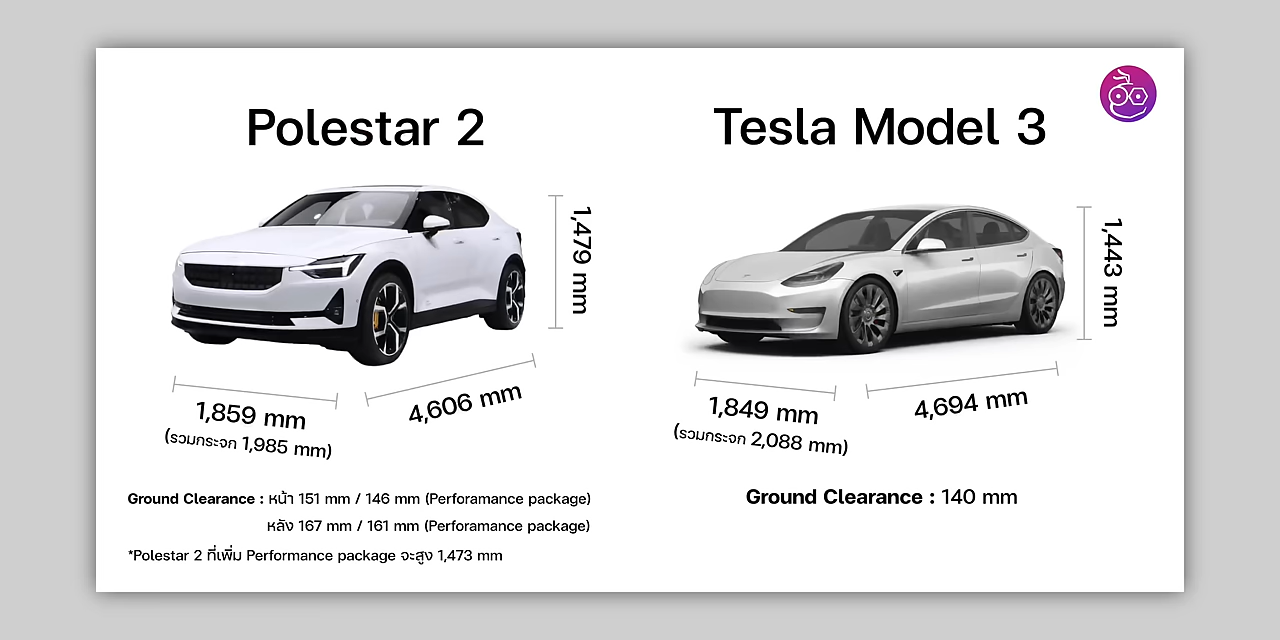 Polestar 2
1,479 mm
1,859 mm
(รวมกระจก 1,985 mm)
4,606 mm
Ground Clearance : หน้า 151 mm / 146 mm (Perforamance package)
หลัง 167 mm / 161 mm (Perforamance package)
*Polestar 2 ที่เพิ่ม Performance package จะสูง 1,473 mm
Tesla Model 3
1,443 mm
1,849 mm
(รวมกระจก 2,088 mm)
4,694 mm
Ground Clearance : 140 mm